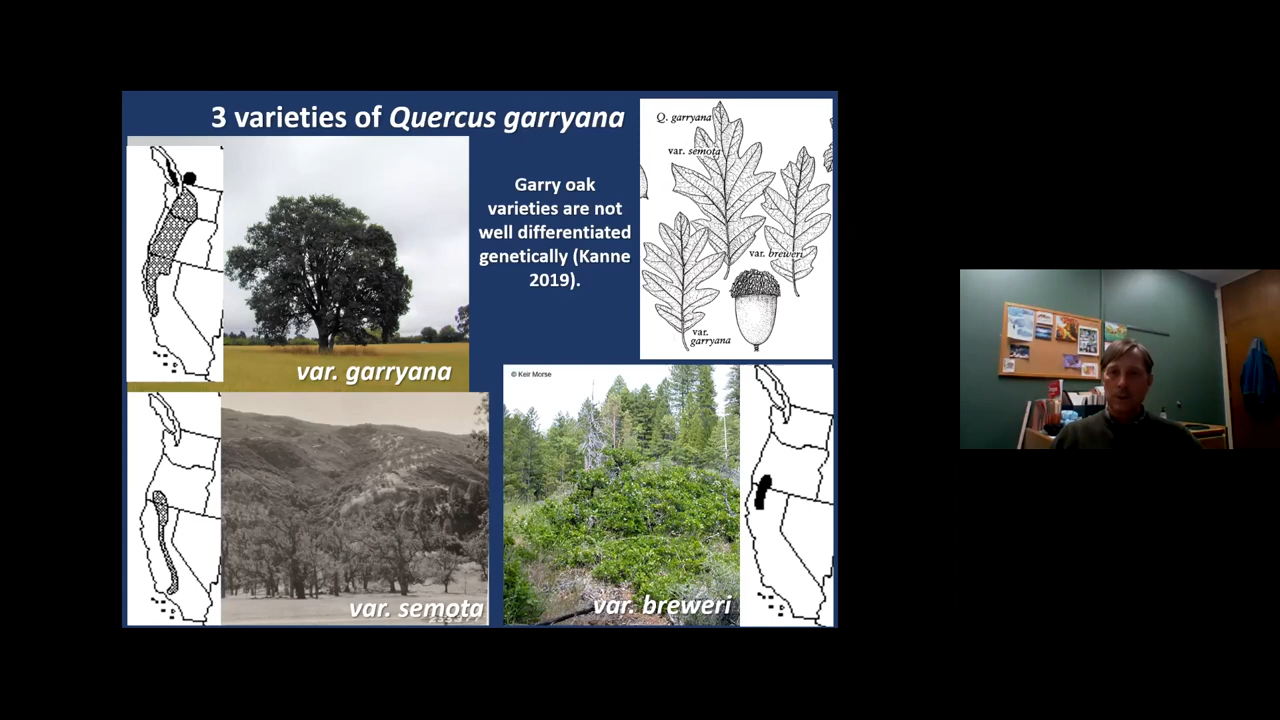 3 varieties of Quercus garryana
Garry oak
varieties are not
well differentiated
genetically (Kanne
2019).
Q. garryana
var. semota
var. breweri
var.
garryana
var. garryana
© Keir Morse
var. semota
var. breweri